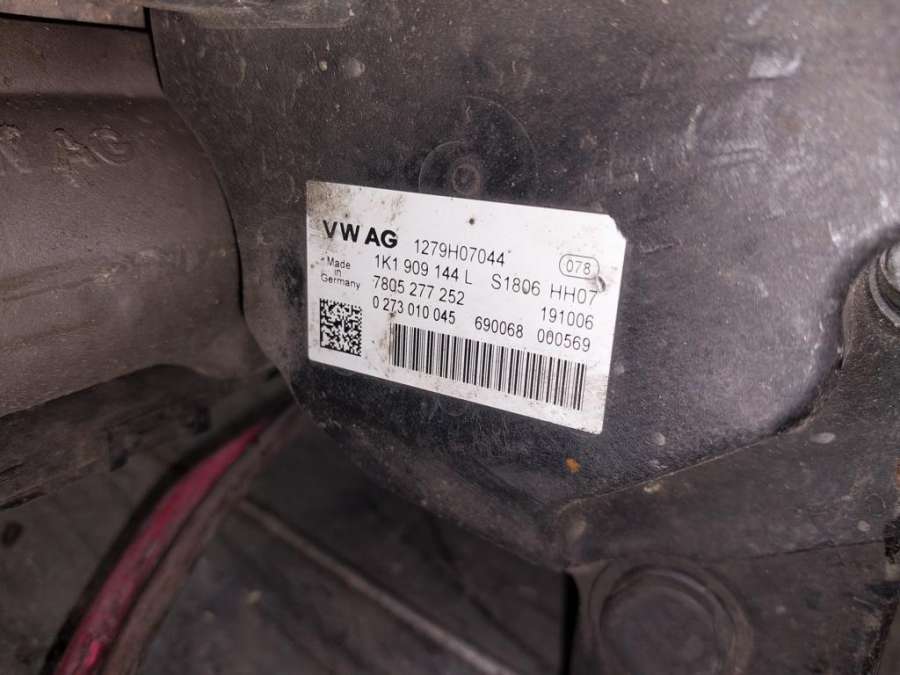 AG
VW AG 1279H07044 078
Made in Germany
1K1 909 144 L S1806 HH07
7805 277 252 191006
0 273 010 045 690068 000569